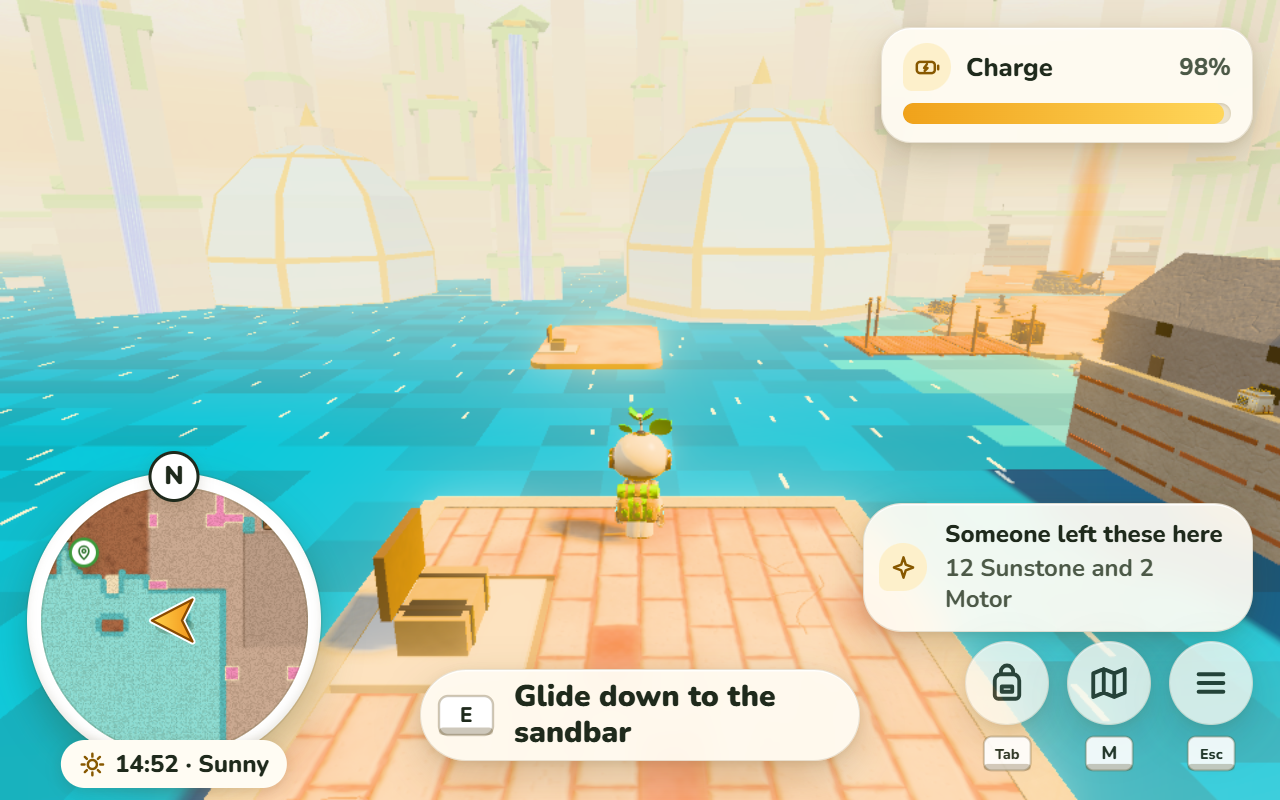 Charge 98%
N
Someone left these here
12 Sunstone and 2
Motor
E Glide down to the
sandbar
14:52 · Sunny
Tab M Esc